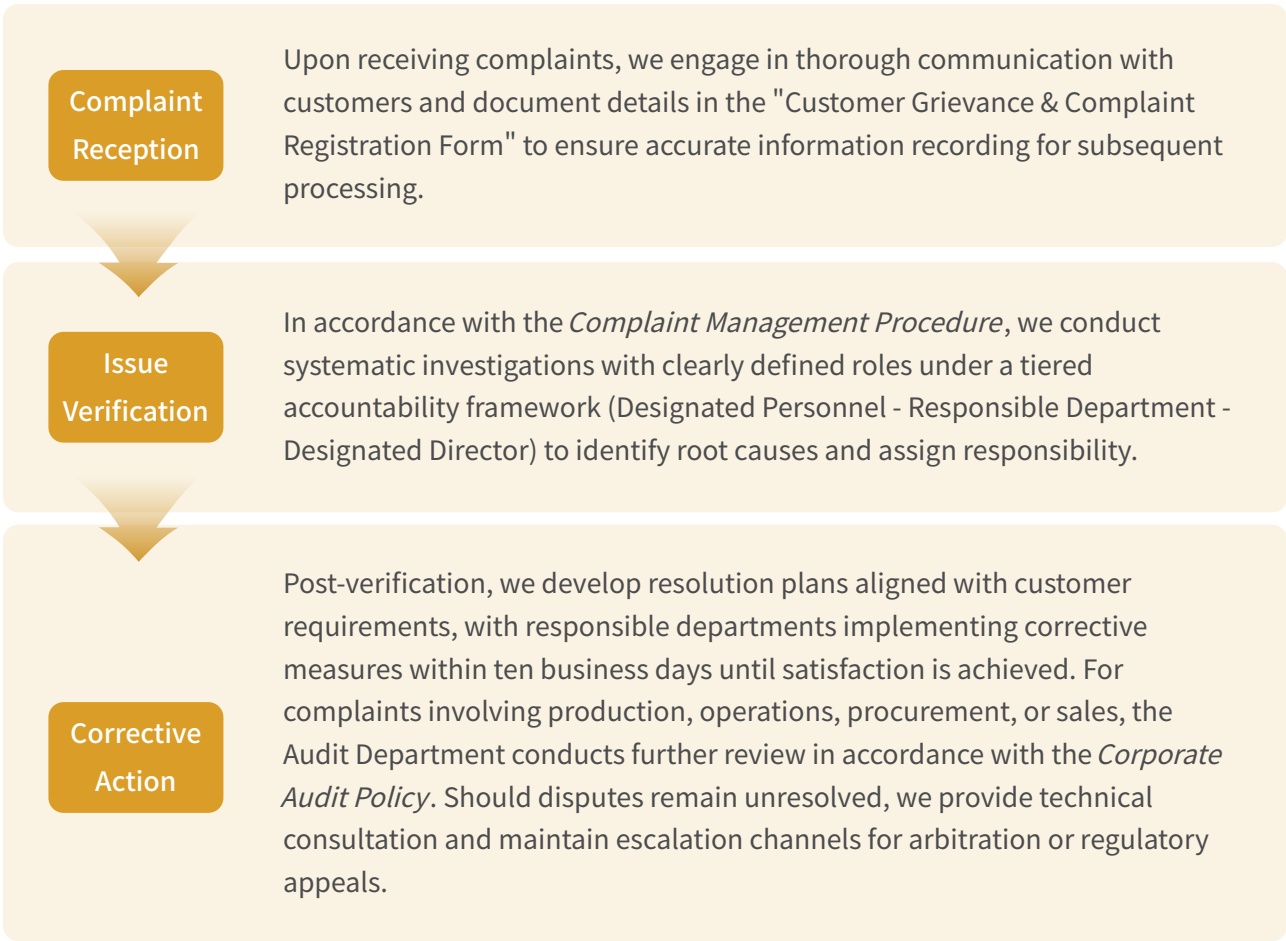 Complaint
Reception
Upon receiving complaints, we engage in thorough communication with
customers and document details in the "Customer Grievance & Complaint
Registration Form" to ensure accurate information recording for subsequent
processing.
Issue
Verification
In accordance with the Complaint Management Procedure, we conduct
systematic investigations with clearly defined roles under a tiered
accountability framework (Designated Personnel - Responsible Department -
Designated Director) to identify root causes and assign responsibility.
Corrective
Action
Post-verification, we develop resolution plans aligned with customer
requirements, with responsible departments implementing corrective
measures within ten business days until satisfaction is achieved. For
complaints involving production, operations, procurement, or sales, the
Audit Department conducts further review in accordance with the Corporate
Audit Policy. Should disputes remain unresolved, we provide technical
consultation and maintain escalation channels for arbitration or regulatory
appeals.